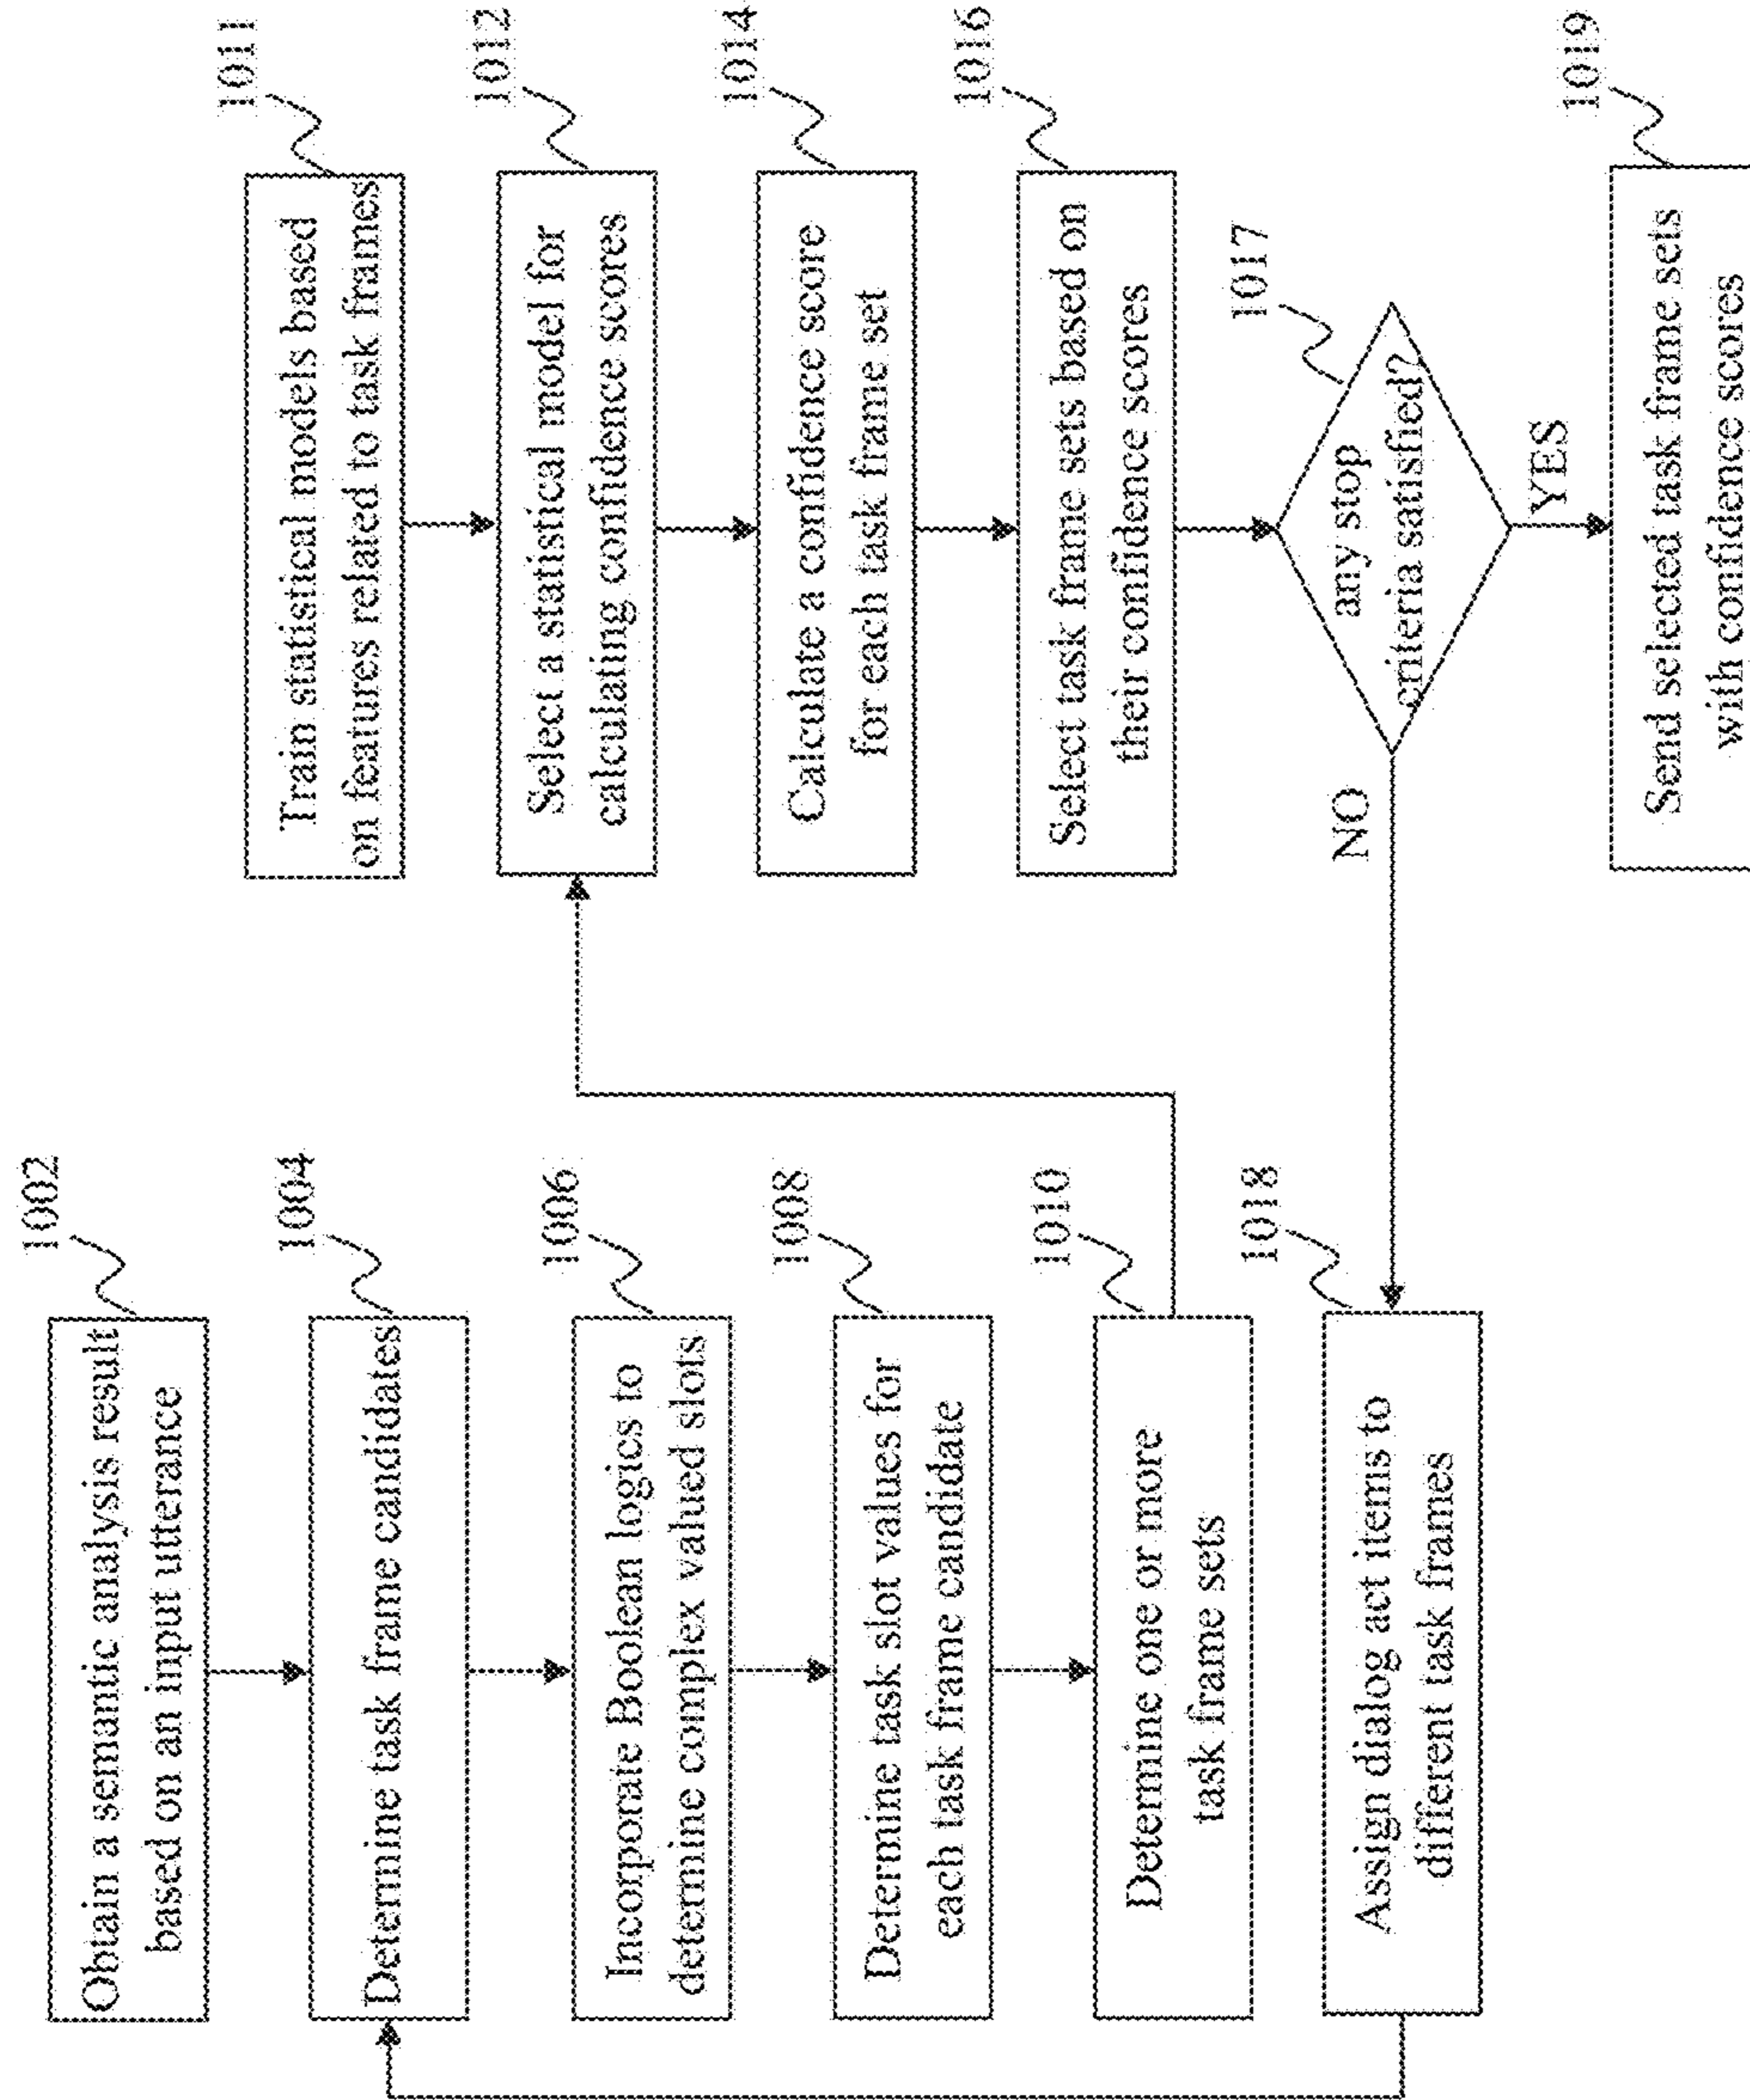 1002
Obtain a semantic analysis result
based on an input utterance
1004
Determine task frame candidates
1006
Incorporate Boolean logics to
determine complex valued slots
1008
Determine task slot values for
each task frame candidate
1010
Determine one or more
task frame sets
1018
Assign dialog act items to
different task frames
1011
Train statistical models based
on features related to task frames
1012
Select a statistical model for
calculating confidence scores
1014
Calculate a confidence score
for each task frame set
1016
Select task frame sets based on
their confidence scores
1017
any stop
criteria satisfied?
NO
YES
1019
Send selected task frame sets
with confidence scores